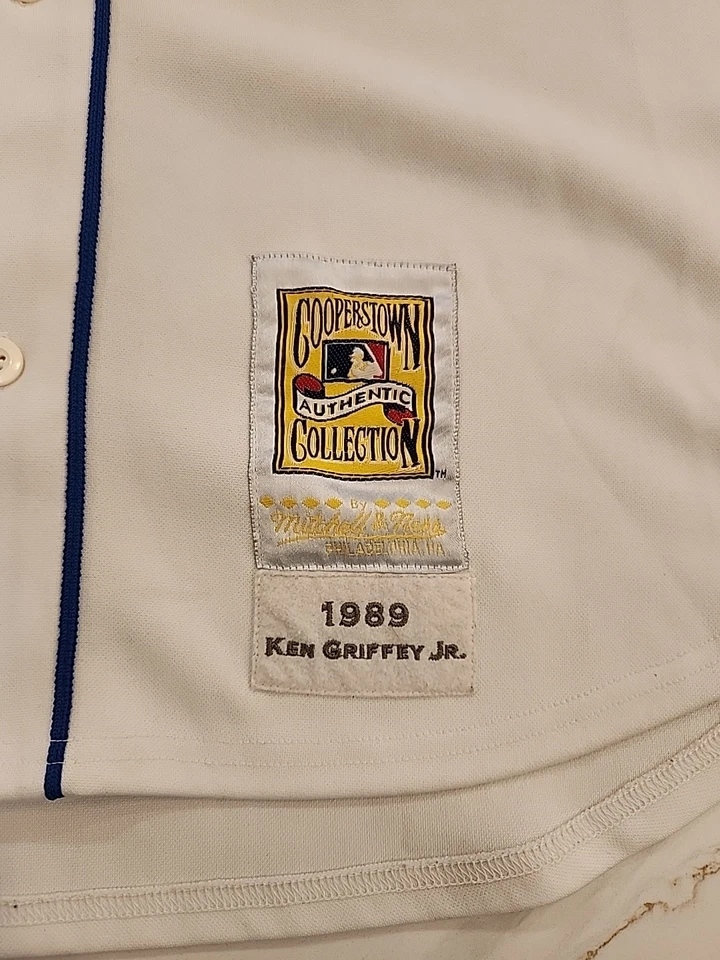 COOPERSTOWN
AUTHENTIC
COLLECTION
TM
BY
Mitchell & Ness
PHILADELPHIA, PA
1989
KEN GRIFFEY JR.